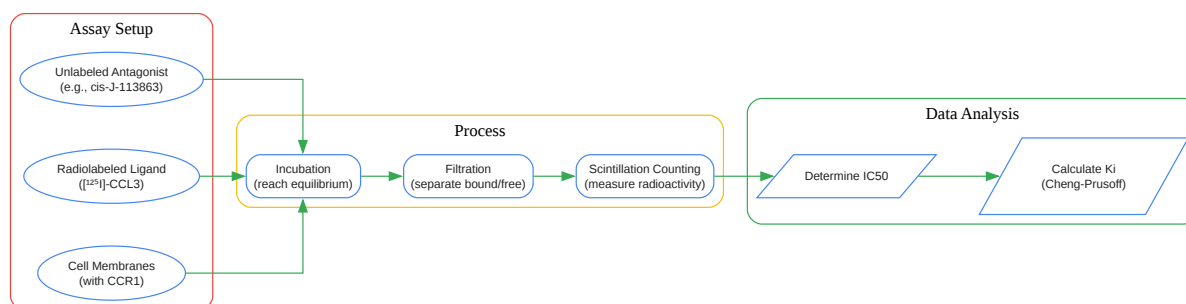 Assay Setup
Unlabeled Antagonist
(e.g., cis-J-113863)
Radiolabeled Ligand
([¹²⁵I]-CCL3)
Cell Membranes
(with CCR1)
Process
Incubation
(reach equilibrium)
Filtration
(separate bound/free)
Scintillation Counting
(measure radioactivity)
Data Analysis
Determine IC50
Calculate Ki
(Cheng-Prusoff)